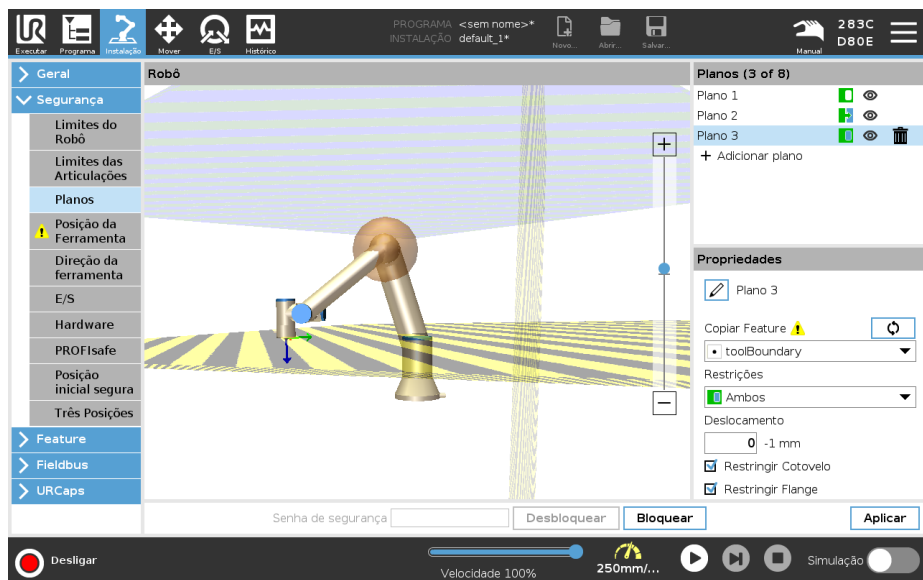 PROGRAMA <sem nome>*
INSTALAÇÃO default_1*
Executar
Programa
Instalação
Mover
E/S
Histórico
Novo...
Abrir...
Salvar...
Manual
283C
D80E
Geral
Segurança
Limites do
Robô
Limites das
Articulações
Planos
Posição da
Ferramenta
Direção da
ferramenta
E/S
Hardware
PROFIsafe
Posição
inicial segura
Três Posições
Feature
Fieldbus
URCaps
Robô
Planos (3 of 8)
Plano 1
Plano 2
Plano 3
+ Adicionar plano
Propriedades
Plano 3
Copiar Feature
toolBoundary
Restrições
Ambos
Deslocamento
0 -1 mm
Restringir Cotovelo
Restringir Flange
Senha de segurança
Desbloquear
Bloquear
Aplicar
Desligar
Velocidade 100%
250mm/...
Simulação